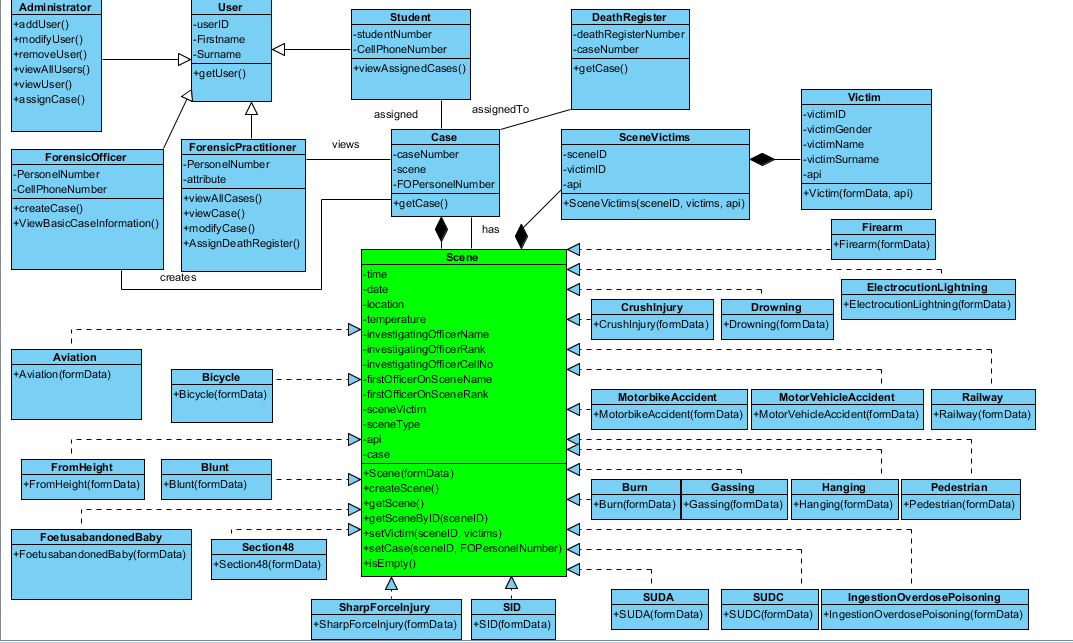 Administrator
+addUser()
+modifyUser()
+removeUser()
+viewAllUsers()
+viewUser()
+assignCase()
User
-userID
-Firstname
-Surname
+getUser()
Student
-studentNumber
-CellPhoneNumber
+viewAssignedCases()
DeathRegister
-deathRegisterNumber
-caseNumber
+getCase()
assigned
assignedTo
Victim
-victimID
-victimGender
-victimName
-victimSurname
-api
+Victim(formData, api)
ForensicOfficer
-PersonelNumber
-CellPhoneNumber
+createCase()
+ViewBasicCaseInformation()
ForensicPractitioner
-PersonelNumber
-attribute
+viewAllCases()
+viewCase()
+modifyCase()
+AssignDeathRegister()
views
Case
-caseNumber
-scene
-FOPersonelNumber
+getCase()
SceneVictims
-sceneID
-victimID
-api
+SceneVictims(sceneID, victims, api)
has
creates
Scene
-time
-date
-location
-temperature
-investigatingOfficerName
-investigatingOfficerRank
-investigatingOfficerCellNo
-firstOfficerOnSceneName
-firstOfficerOnSceneRank
-sceneVictim
-sceneType
-api
-case
+Scene(formData)
+createScene()
+getScene()
+getSceneByID(sceneID)
+setVictim(sceneID, victims)
+setCase(sceneID, FOPersonelNumber)
+isEmpty()
Firearm
+Firearm(formData)
ElectrocutionLightning
+ElectrocutionLightning(formData)
CrushInjury
+CrushInjury(formData)
Drowning
+Drowning(formData)
Aviation
+Aviation(formData)
Bicycle
+Bicycle(formData)
MotorbikeAccident
+MotorbikeAccident(formData)
MotorVehicleAccident
+MotorVehicleAccident(formData)
Railway
+Railway(formData)
FromHeight
+FromHeight(formData)
Blunt
+Blunt(formData)
Burn
+Burn(formData)
Gassing
+Gassing(formData)
Hanging
+Hanging(formData)
Pedestrian
+Pedestrian(formData)
FoetusabandonedBaby
+FoetusabandonedBaby(formData)
Section48
+Section48(formData)
SharpForceInjury
+SharpForceInjury(formData)
SID
+SID(formData)
SUDA
+SUDA(formData)
SUDC
+SUDC(formData)
IngestionOverdosePoisoning
+IngestionOverdosePoisoning(formData)